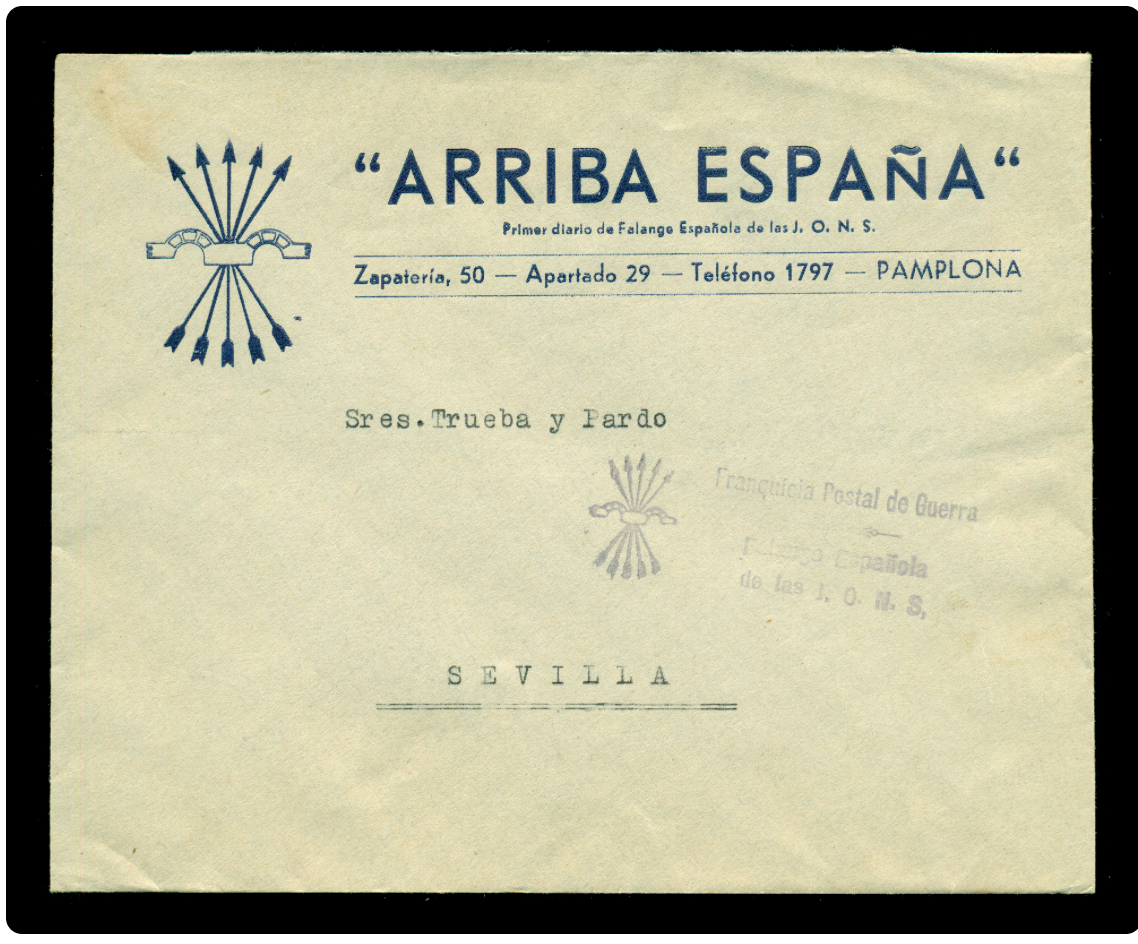 “ARRIBA ESPAÑA“
Primer diario de Falange Española de las J. O. N. S.
Zapatería, 50 — Apartado 29 — Teléfono 1797 — PAMPLONA
Sres.Trueba y Pardo
Franquicia Postal de Guerra
Falange Española
de las J. O. N. S,
SEVILLA